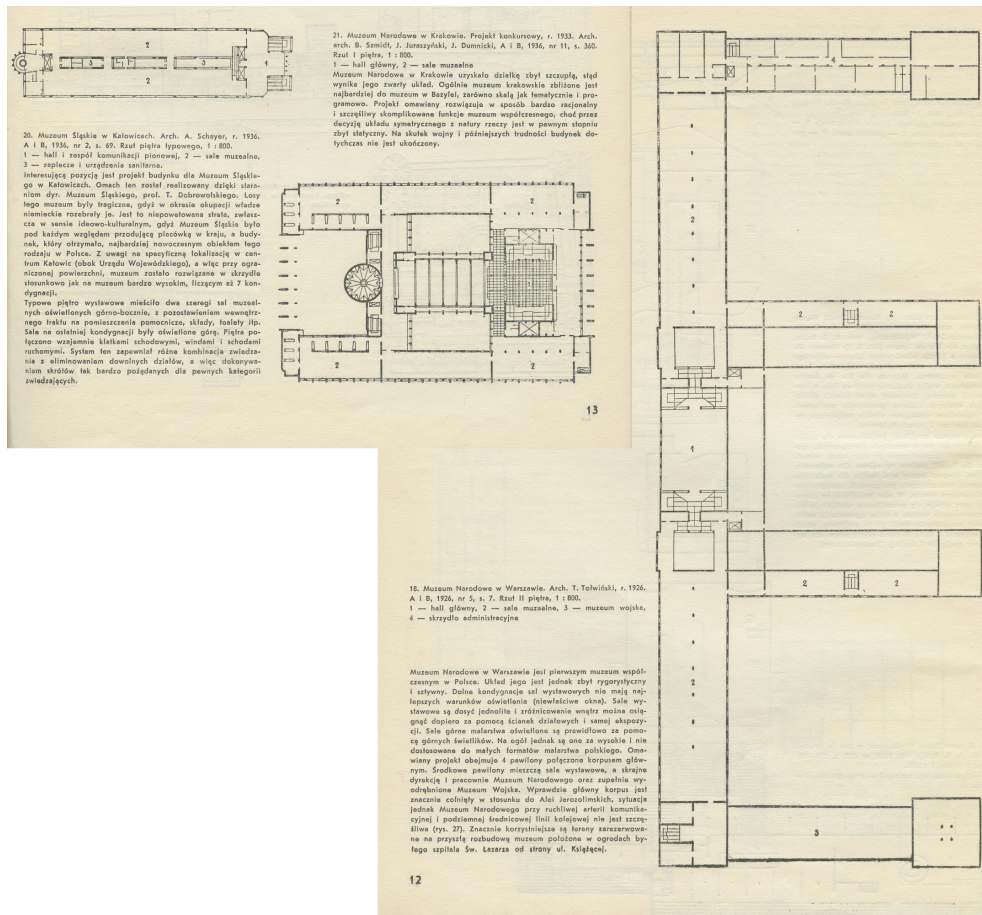 2
3
3
1
2
20. Muzeum Śląskie w Katowicach. Arch. A. Schayer, r. 1936.
A i B, 1936, nr 2, s. 69. Rzut piętra typowego, 1 : 800.
1 — hall i zespół komunikacji pionowej, 2 — sale muzealne,
3 — zaplecze i urządzenia sanitarne.
Interesującą pozycją jest projekt budynku dla Muzeum Śląskie-
go w Katowicach. Gmach ten został realizowany dzięki stara-
niom dyr. Muzeum Śląskiego, prof. T. Dobrowolskiego. Losy
tego muzeum były tragiczne, gdyż w okresie okupacji władze
niemieckie rozebrały je. Jest to niepowetowana strata, zwłasz-
cza w sensie ideowo-kulturalnym, gdyż Muzeum Śląskie było
pod każdym względem przodującą placówką w kraju, a budy-
nek, który otrzymało, najbardziej nowoczesnym obiektem tego
rodzaju w Polsce. Z uwagi na specyficzną lokalizację w cen-
trum Katowic (obok Urzędu Wojewódzkiego), a więc przy ogra-
niczonej powierzchni, muzeum zostało rozwiązane w skrzydle
stosunkowo jak na muzeum bardzo wysokim, liczącym aż 7 kon-
dygnacji.
Typowe piętro wystawowe mieściło dwa szeregi sal muzeal-
nych oświetlonych górno-bocznie, z pozostawieniem wewnętrz-
nego traktu na pomieszczenia pomocnicze, składy, toalety itp.
Sale na ostatniej kondygnacji były oświetlone górą. Piętra po-
łączono wzajemnie klatkami schodowymi, windami i schodami
ruchomymi. System ten zapewniał różne kombinacje zwiedza-
nia z eliminowaniem dowolnych działów, a więc dokonywa-
niem skrótów tak bardzo pożądanych dla pewnych kategorii
zwiedzających.
21. Muzeum Narodowe w Krakowie. Projekt konkursowy, r. 1933. Arch.
arch. B. Szmidt, J. Juraszyński, J. Dumnicki, A i B, 1936, nr 11, s. 360.
Rzut I piętra, 1 : 800.
1 — hall główny, 2 — sale muzealne
Muzeum Narodowe w Krakowie uzyskało działkę zbyt szczupłą, stąd
wynika jego zwarty układ. Ogólnie muzeum krakowskie zbliżone jest
najbardziej do muzeum w Bazylei, zarówno skalą jak tematycznie i pro-
gramowo. Projekt omawiany rozwiązuje w sposób bardzo racjonalny
i szczęśliwy skomplikowane funkcje muzeum współczesnego, choć przez
decyzję układu symetrycznego z natury rzeczy jest w pewnym stopniu
zbyt statyczny. Na skutek wojny i późniejszych trudności budynek do-
tychczas nie jest ukończony.
2
2
1
2
2
13
4
2
2
2
1
2
2
2
3
18. Muzeum Narodowe w Warszawie. Arch. T. Tołwiński, r. 1926.
A i B, 1926, nr 5, s. 7. Rzut II piętra, 1 : 800.
1 — hall główny, 2 — sale muzealne, 3 — muzeum wojska,
4 — skrzydło administracyjne
Muzeum Narodowe w Warszawie jest pierwszym muzeum współ-
czesnym w Polsce. Układ jego jest jednak zbyt rygorystyczny
i sztywny. Dolne kondygnacje sal wystawowych nie mają naj-
lepszych warunków oświetlenia (niewłaściwe okna). Sale wy-
stawowe są dosyć jednolite i zróżnicowanie wnętrz można osią-
gnąć dopiero za pomocą ścianek działowych i samej ekspozy-
cji. Sale górne malarstwa oświetlone są prawidłowo za pomo-
cą górnych świetlików. Na ogół jednak są one za wysokie i nie
dostosowane do małych formatów malarstwa polskiego. Oma-
wiany projekt obejmuje 4 pawilony połączone korpusem głów-
nym. Środkowe pawilony mieszczą sale wystawowe, a skrajne
dyrekcję i pracownie Muzeum Narodowego oraz zupełnie wy-
odrębnione Muzeum Wojska. Wprawdzie główny korpus jest
znacznie cofnięty w stosunku do Alei Jerozolimskich, sytuacja
jednak Muzeum Narodowego przy ruchliwej arterii komunika-
cyjnej i podziemnej średnicowej linii kolejowej nie jest szczę-
śliwa (rys. 27). Znacznie korzystniejsze są tereny zarezerwowa-
ne na przyszłą rozbudowę muzeum położone w ogrodach by-
łego szpitala Św. Łazarza od strony ul. Książęcej.
12